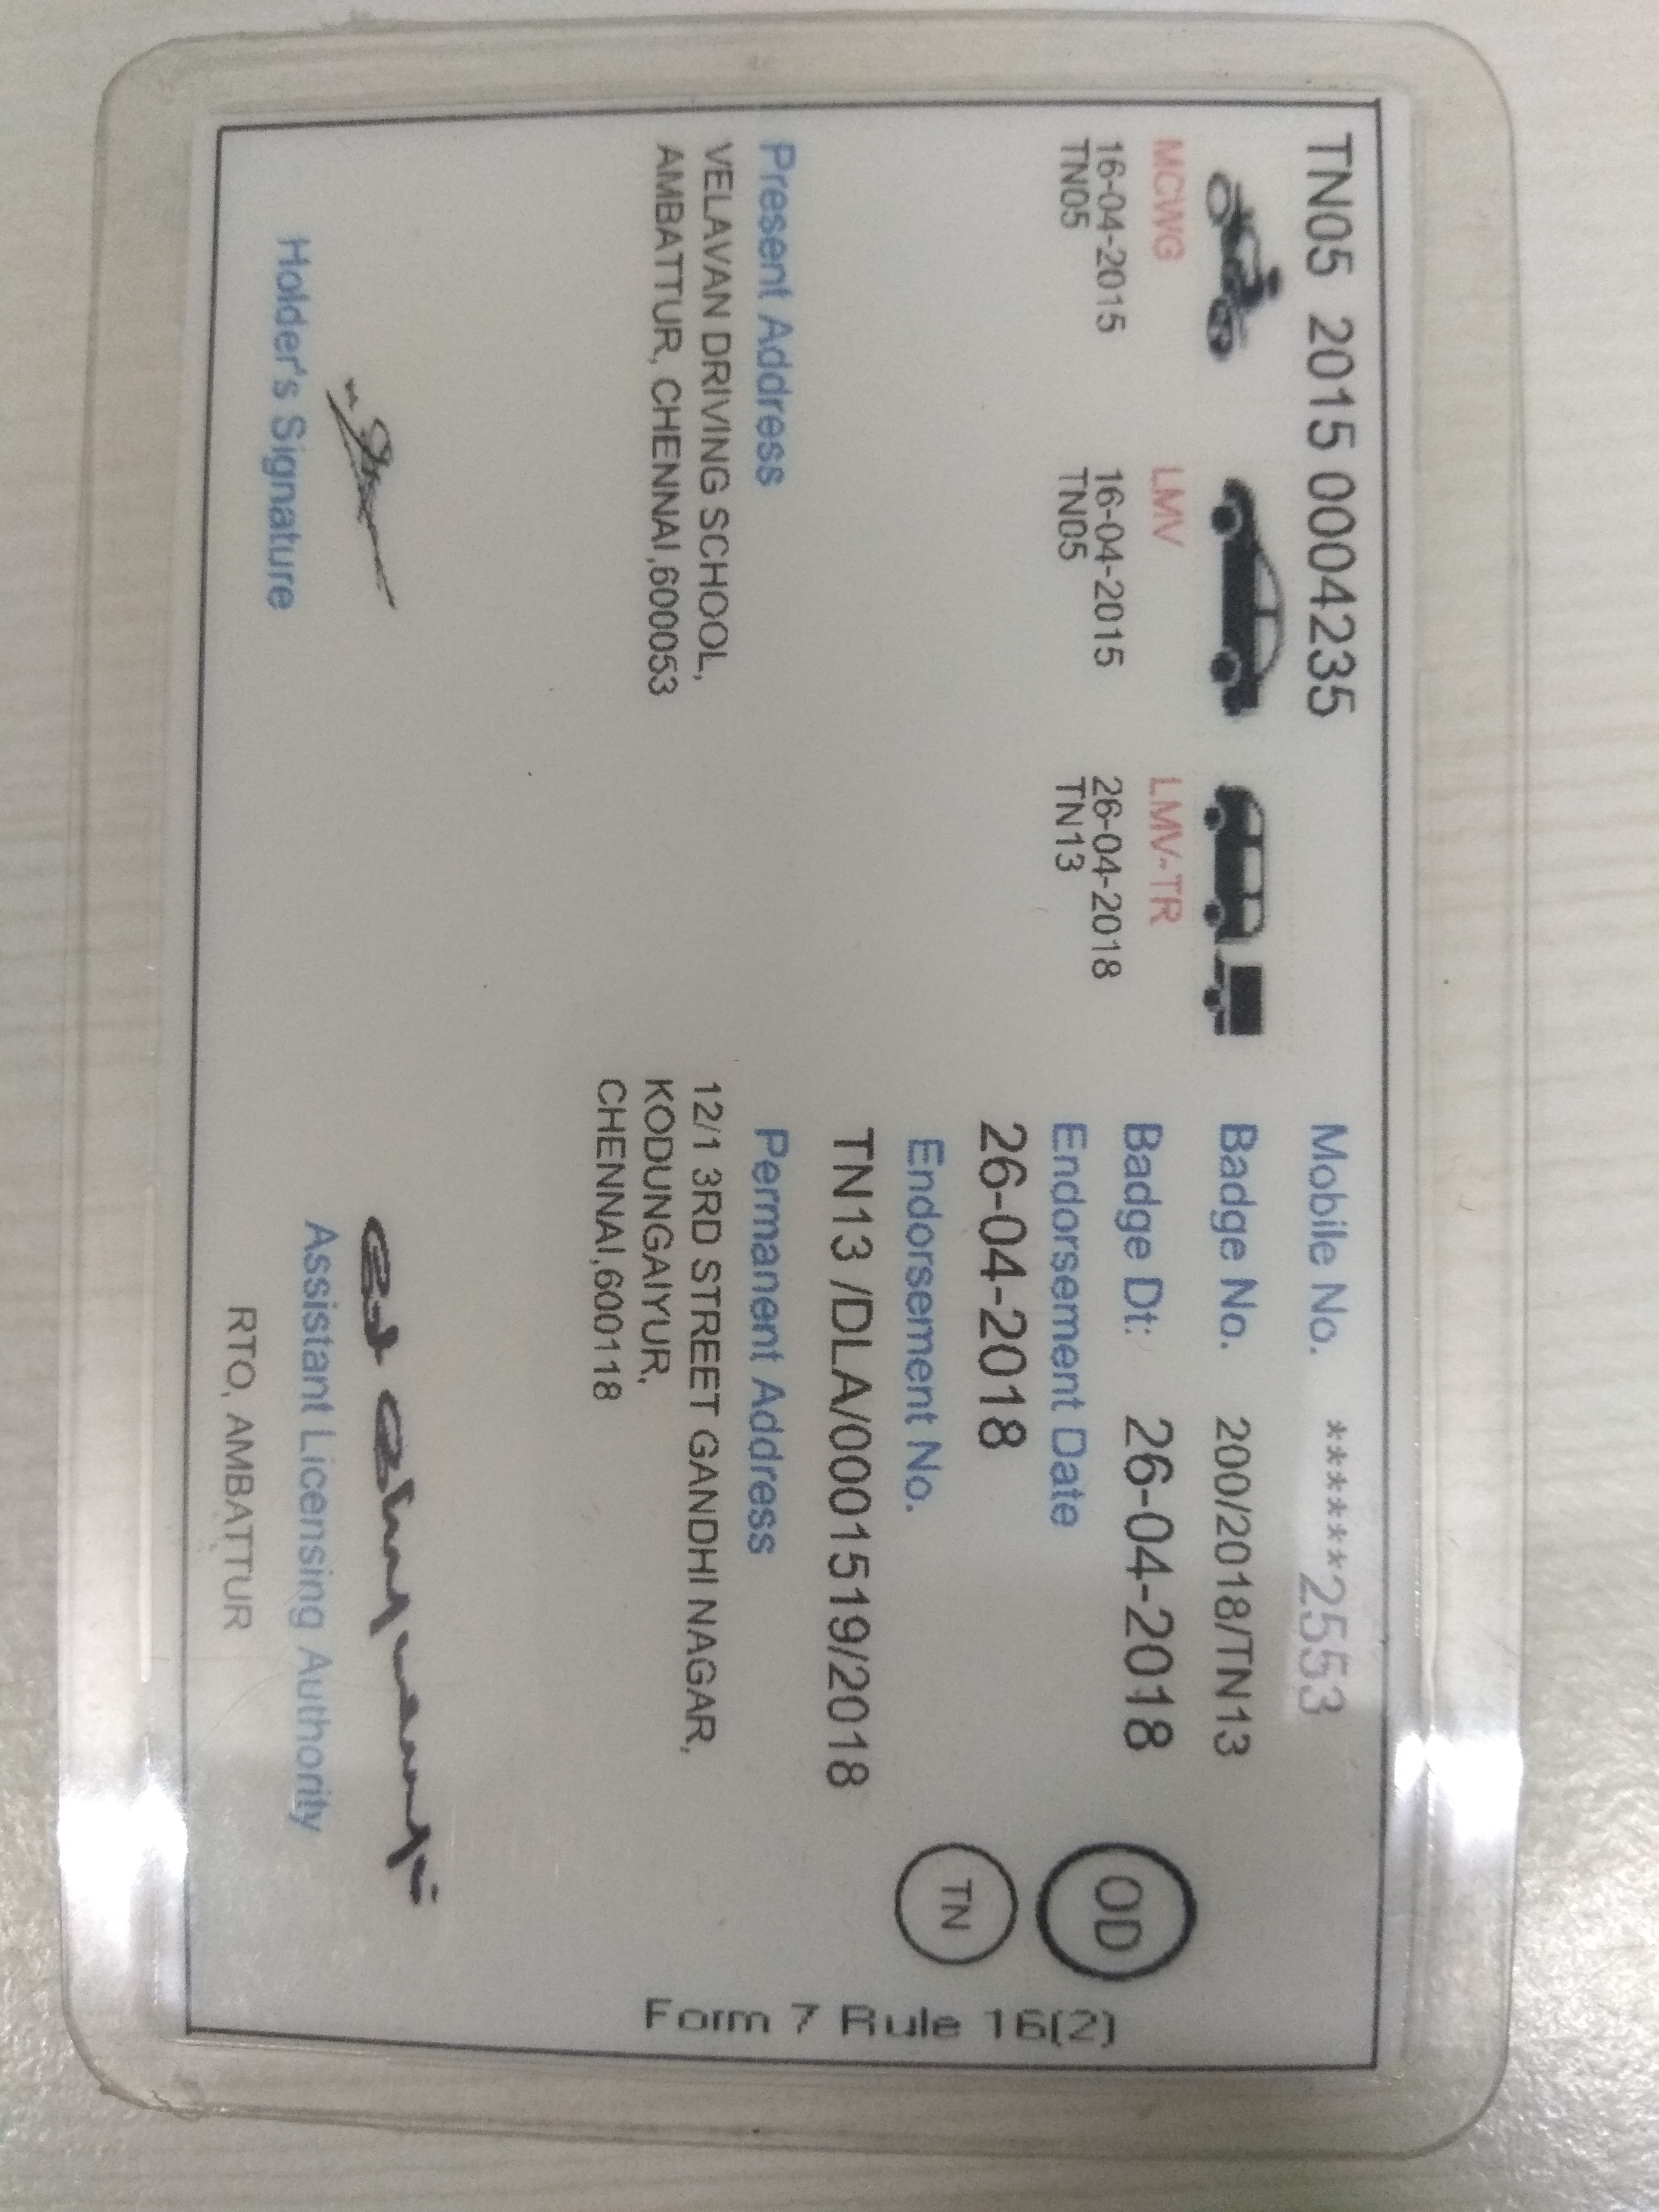 TN05 2015 0004235
Mobile No. ******2553
MCWG
16-04-2015
TN05
LMV
16-04-2015
TN05
LMV-TR
26-04-2018
TN13
Badge No. 200/2018/TN13
Badge Dt: 26-04-2018
Endorsement Date
26-04-2018
Endorsement No.
TN13 /DLA/0001519/2018
OD
TN
Form 7 Rule 16(2)
Present Address
VELAVAN DRIVING SCHOOL,
AMBATTUR, CHENNAI,600053
Permanent Address
12/1 3RD STREET GANDHI NAGAR,
KODUNGAIYUR,
CHENNAI,600118
Holder's Signature
Assistant Licensing Authority
RTO, AMBATTUR